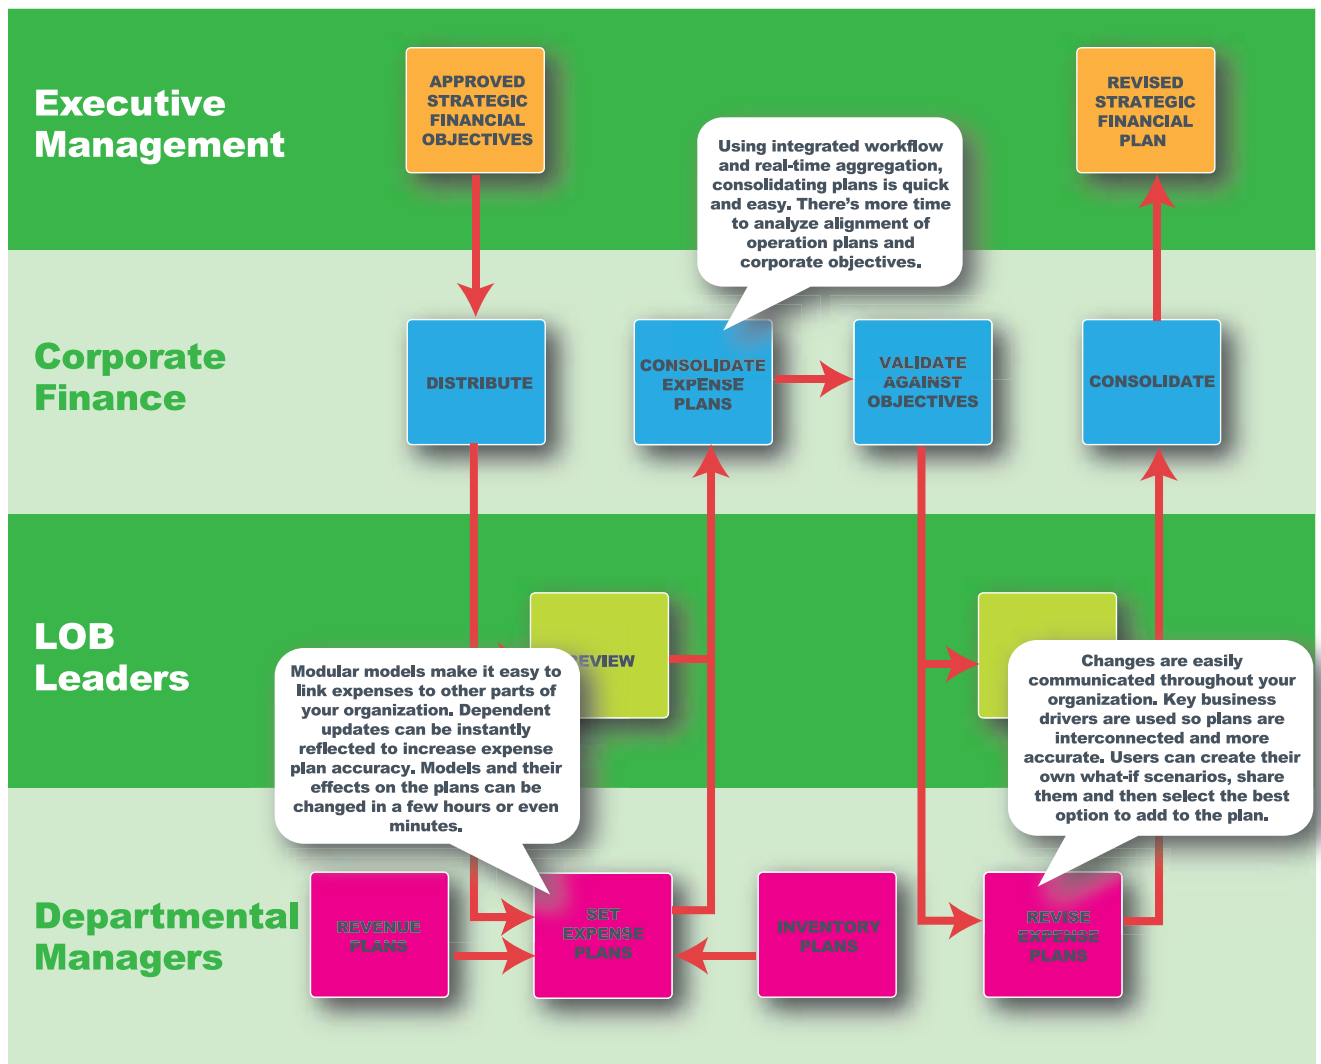 Executive
Management
APPROVED
STRATEGIC
FINANCIAL
OBJECTIVES
REVISED
STRATEGIC
FINANCIAL
PLAN
Using integrated workflow
and real-time aggregation,
consolidating plans is quick
and easy. There’s more time
to analyze alignment of
operation plans and
corporate objectives.
Corporate
Finance
DISTRIBUTE
CONSOLIDATE
EXPENSE
PLANS
VALIDATE
AGAINST
OBJECTIVES
CONSOLIDATE
LOB
Leaders
EVIEW
Modular models make it easy to
link expenses to other parts of
your organization. Dependent
updates can be instantly
reflected to increase expense
plan accuracy. Models and their
effects on the plans can be
changed in a few hours or even
minutes.
Changes are easily
communicated throughout your
organization. Key business
drivers are used so plans are
interconnected and more
accurate. Users can create their
own what-if scenarios, share
them and then select the best
option to add to the plan.
Departmental
Managers
REVENUE
PLANS
SET
EXPENSE
PLANS
INVENTORY
PLANS
REVISE
EXPENSE
PLANS